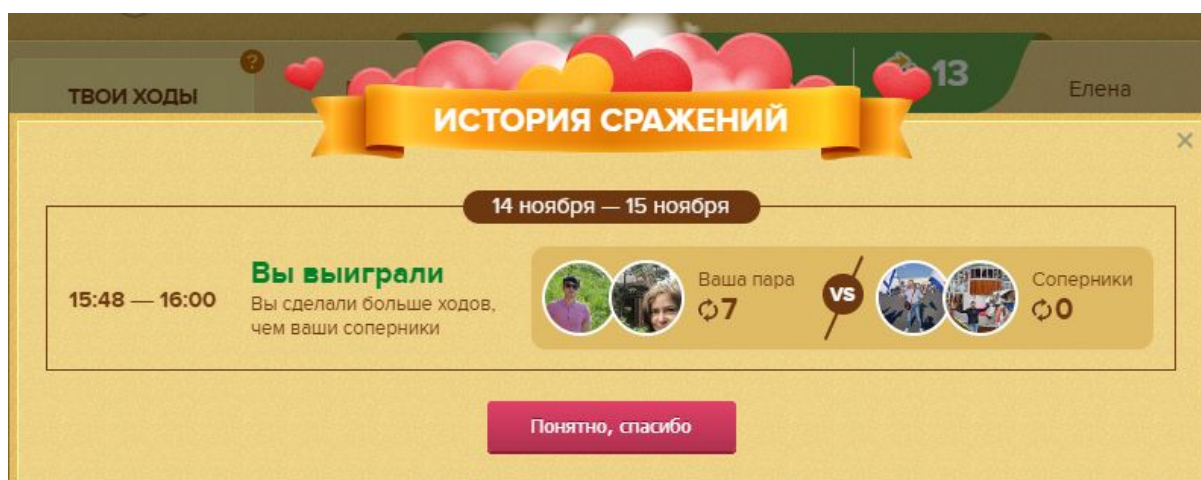 ?
13
ТВОИ ХОДЫ
Елена
ИСТОРИЯ СРАЖЕНИЙ
14 ноября — 15 ноября
15:48 — 16:00
Вы выиграли
Вы сделали больше ходов,
чем ваши соперники
Ваша пара
7
VS
Соперники
0
Понятно, спасибо